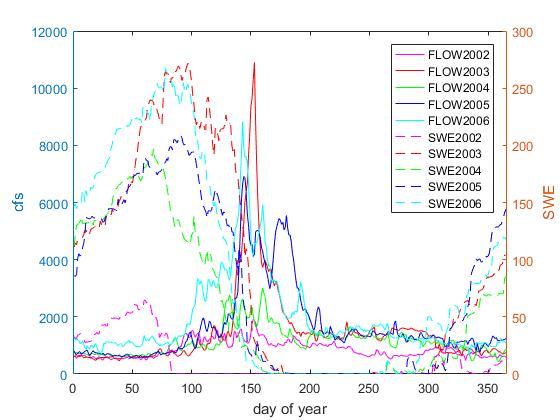 12000
10000
8000
6000
4000
2000
0
cfs
300
250
200
150
100
50
0
SWE
FLOW2002
FLOW2003
FLOW2004
FLOW2005
FLOW2006
SWE2002
SWE2003
SWE2004
SWE2005
SWE2006
0 50 100 150 200 250 300 350
day of year